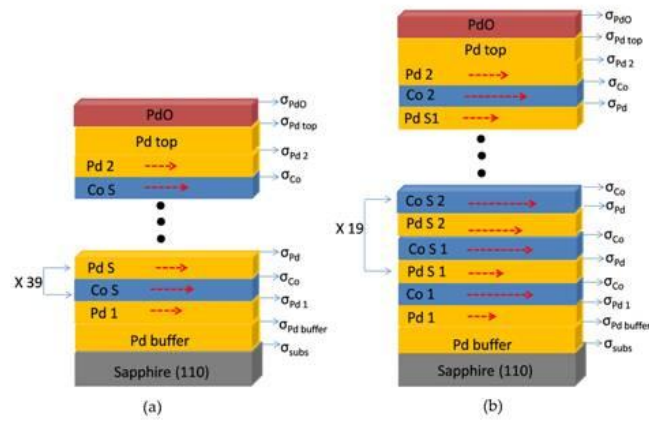 σPdO
PdO
σPd top
Pd top
σPd 2
Pd 2
σCo
Co S
σPd
Pd S
X 39
σCo
Co S
σPd 1
Pd 1
σPd buffer
Pd buffer
σsubs
Sapphire (110)
(a)
σPdO
PdO
σPd top
Pd top
σPd 2
Pd 2
σCo
Co 2
σPd
Pd S1
σCo
Co S 2
σPd
Pd S 2
X 19
σCo
Co S 1
σPd
Pd S 1
σCo
Co 1
σPd 1
Pd 1
σPd buffer
Pd buffer
σsubs
Sapphire (110)
(b)